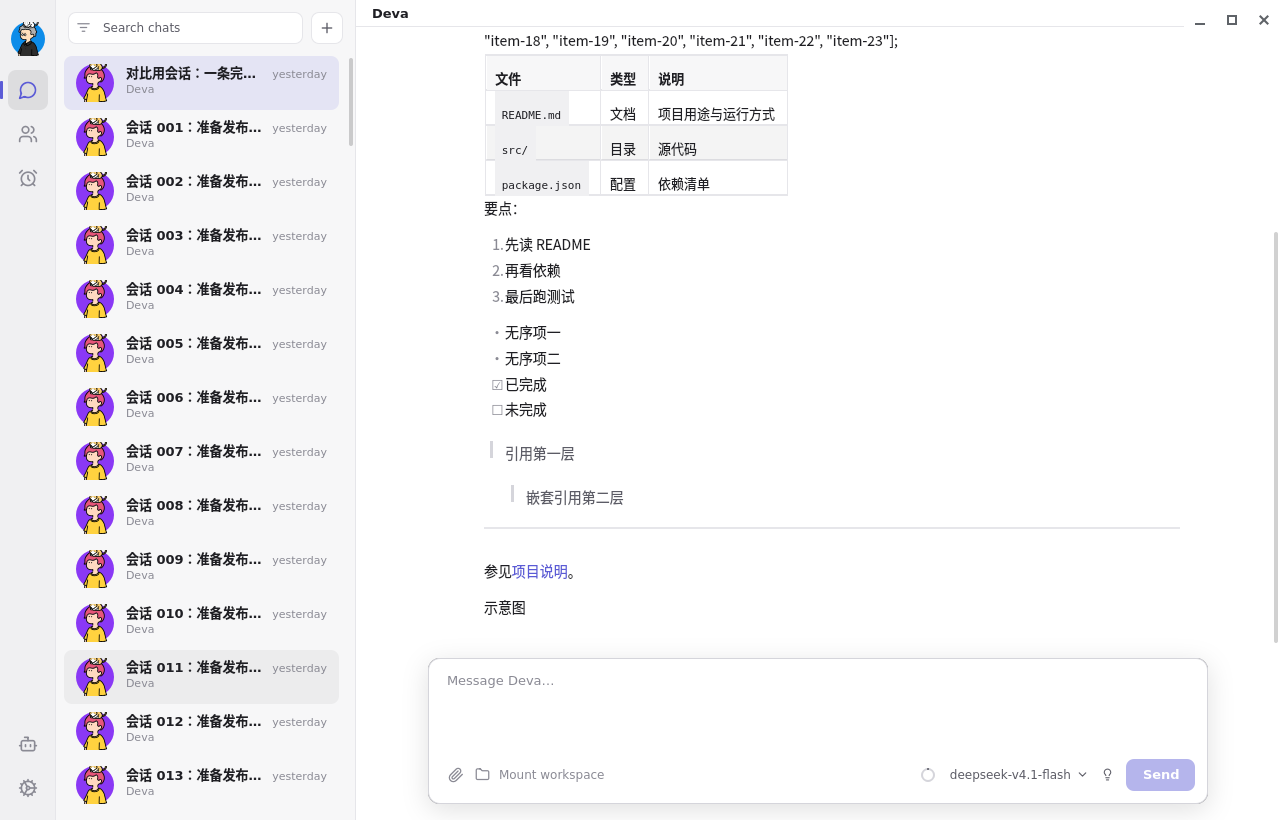 Search chats
对比用会话：一条完... yesterday
Deva
会话 001：准备发布... yesterday
Deva
会话 002：准备发布... yesterday
Deva
会话 003：准备发布... yesterday
Deva
会话 004：准备发布... yesterday
Deva
会话 005：准备发布... yesterday
Deva
会话 006：准备发布... yesterday
Deva
会话 007：准备发布... yesterday
Deva
会话 008：准备发布... yesterday
Deva
会话 009：准备发布... yesterday
Deva
会话 010：准备发布... yesterday
Deva
会话 011：准备发布... yesterday
Deva
会话 012：准备发布... yesterday
Deva
会话 013：准备发布... yesterday
Deva
Deva
"item-18", "item-19", "item-20", "item-21", "item-22", "item-23"];
文件 类型 说明
README.md 文档 项目用途与运行方式
src/ 目录 源代码
package.json 配置 依赖清单
要点：
1. 先读 README
2. 再看依赖
3. 最后跑测试
• 无序项一
• 无序项二
☑ 已完成
☐ 未完成
引用第一层
嵌套引用第二层
参见项目说明。
示意图
Message Deva...
Mount workspace
deepseek-v4.1-flash
Send